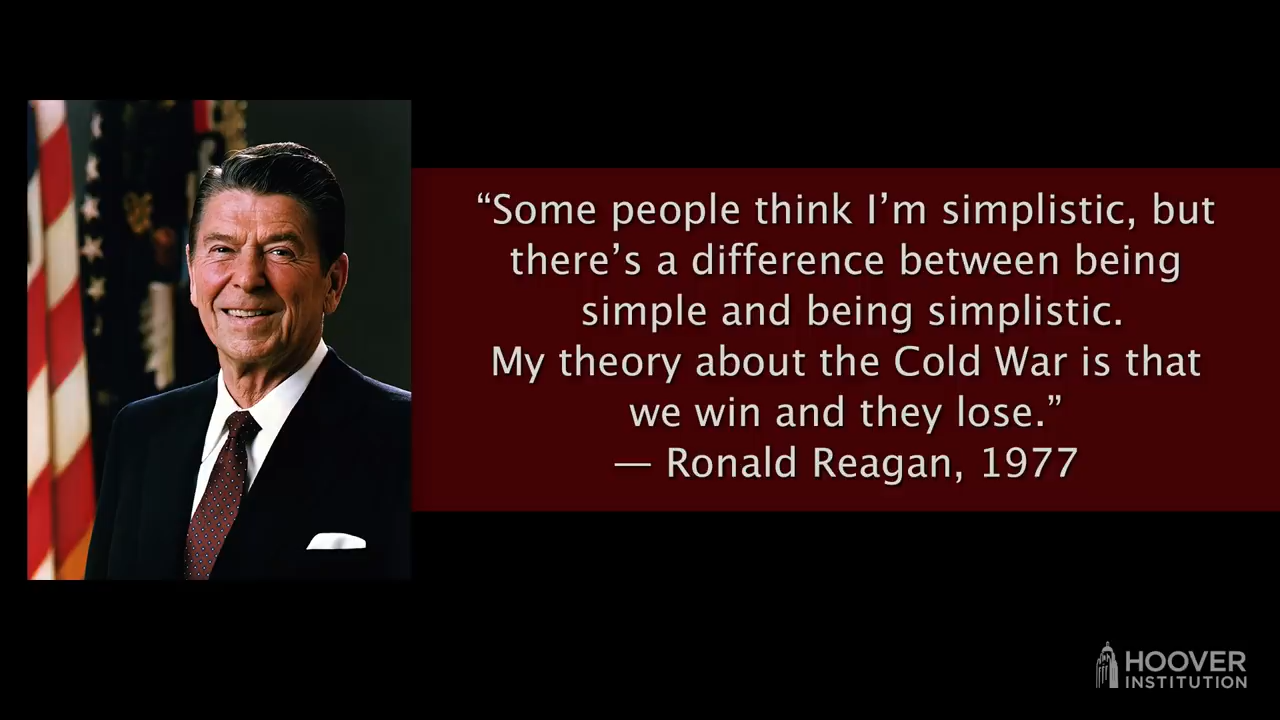 “Some people think I’m simplistic, but
there’s a difference between being
simple and being simplistic.
My theory about the Cold War is that
we win and they lose.”
— Ronald Reagan, 1977
HOOVER
INSTITUTION